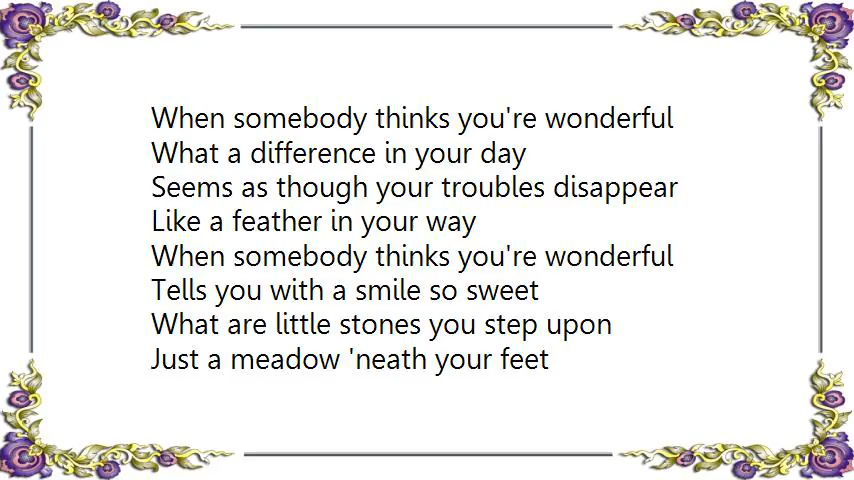 When somebody thinks you're wonderful
What a difference in your day
Seems as though your troubles disappear
Like a feather in your way
When somebody thinks you're wonderful
Tells you with a smile so sweet
What are little stones you step upon
Just a meadow 'neath your feet